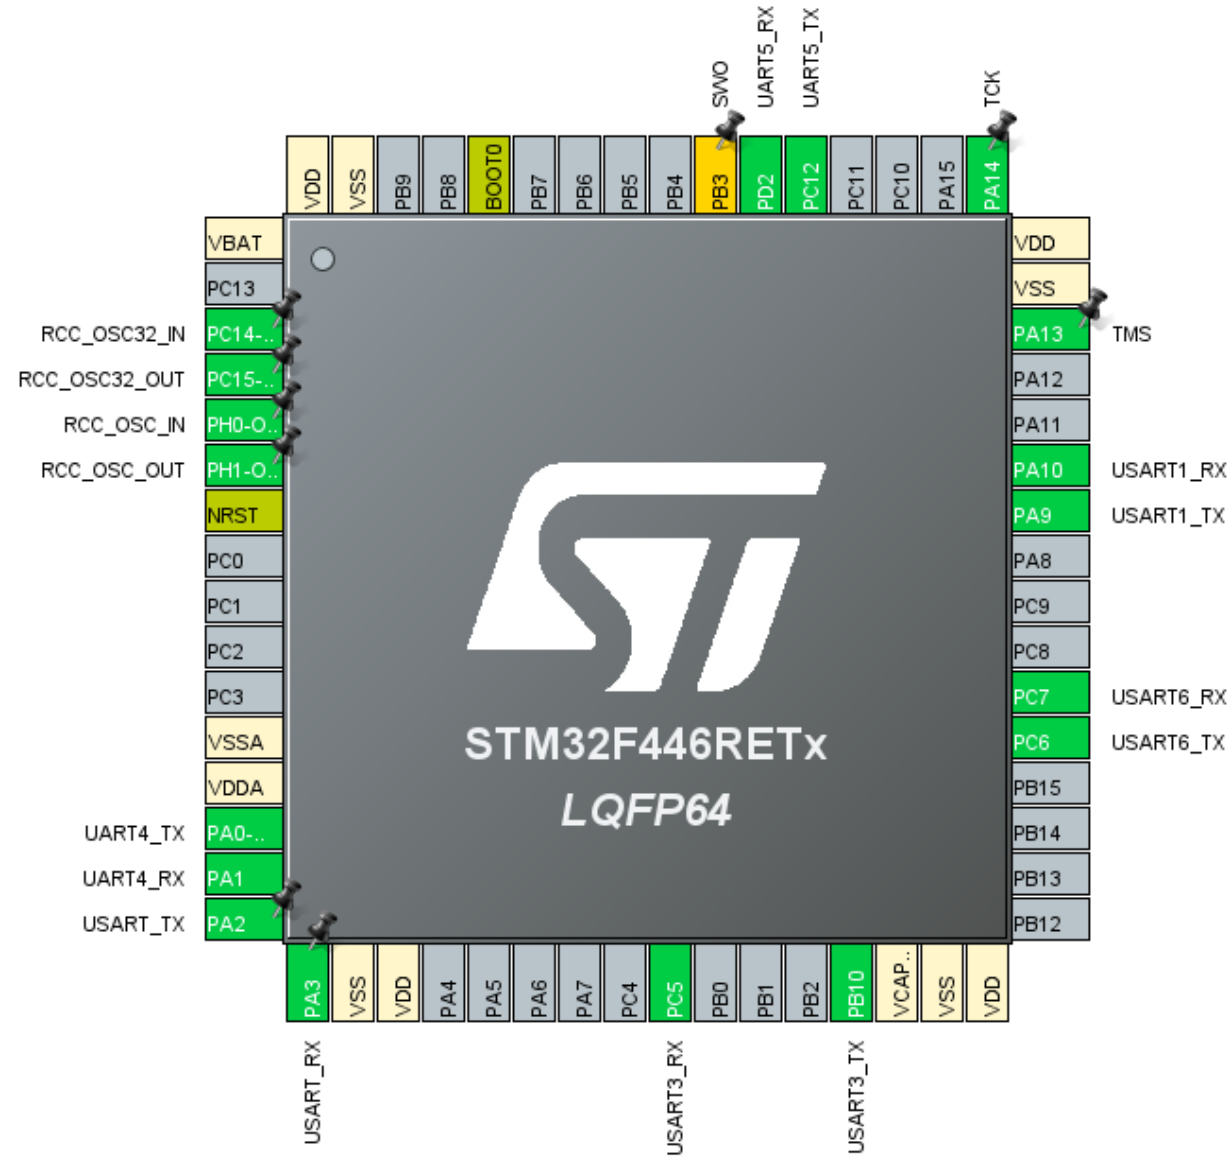 SWO
UART5_RX
UART5_TX
TCK
VDD
VSS
PB9
PB8
BOOT0
PB7
PB6
PB5
PB4
PB3
PD2
PC12
PC11
PC10
PA15
PA14
VBAT
PC13
RCC_OSC32_IN PC14-..
RCC_OSC32_OUT PC15-..
RCC_OSC_IN PH0-O..
RCC_OSC_OUT PH1-O..
NRST
PC0
PC1
PC2
PC3
VSSA
VDDA
UART4_TX PA0-..
UART4_RX PA1
USART_TX PA2
STM32F446RETx
LQFP64
VDD
VSS
PA13 TMS
PA12
PA11
PA10 USART1_RX
PA9 USART1_TX
PA8
PC9
PC8
PC7 USART6_RX
PC6 USART6_TX
PB15
PB14
PB13
PB12
PA3
VSS
VDD
PA4
PA5
PA6
PA7
PC4
PC5
PB0
PB1
PB2
PB10
VCAP..
VSS
VDD
USART_RX
USART3_RX
USART3_TX